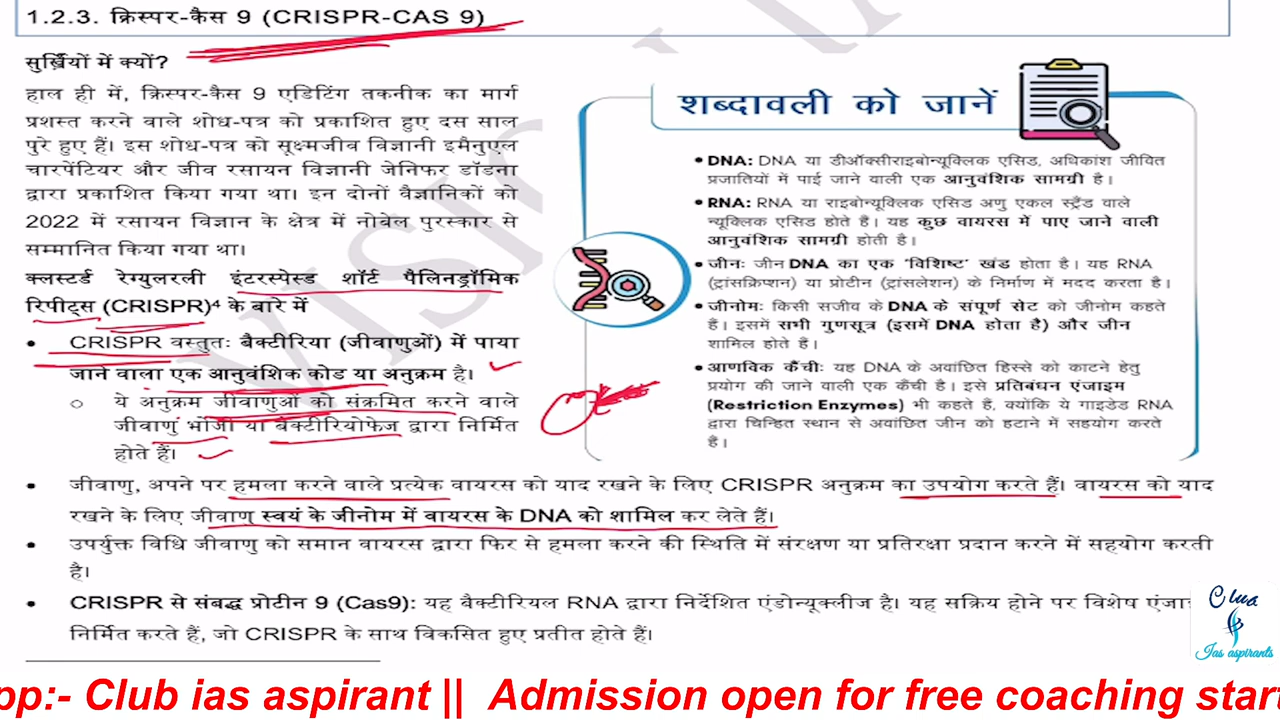 1.2.3. क्रिस्पर-कैस 9 (CRISPR-CAS 9)
सुर्ख़ियों में क्यों?
हाल ही में, क्रिस्पर-कैस 9 एडिटिंग तकनीक का मार्ग
प्रशस्त करने वाले शोध-पत्र को प्रकाशित हुए दस साल
पुरे हुए हैं। इस शोध-पत्र को सूक्ष्मजीव विज्ञानी इमैनुएल
चारपेंटियर और जीव रसायन विज्ञानी जेनिफर डॉडना
द्वारा प्रकाशित किया गया था। इन दोनों वैज्ञानिकों को
2022 में रसायन विज्ञान के क्षेत्र में नोबेल पुरस्कार से
सम्मानित किया गया था।
क्लस्टर्ड रेग्युलरली इंटरस्पेस्ड शॉर्ट पैलिनड्रॉमिक
रिपीट्स (CRISPR)⁴ के बारे में
• CRISPR वस्तुतः बैक्टीरिया (जीवाणुओं) में पाया
जाने वाला एक आनुवंशिक कोड या अनुक्रम है।
○ ये अनुक्रम जीवाणुओं को संक्रमित करने वाले
जीवाणु भोजी या बैक्टीरियोफेज द्वारा निर्मित
होते हैं।
शब्दावली को जानें
• DNA: DNA या डीऑक्सीराइबोन्यूक्लिक एसिड, अधिकांश जीवित
प्रजातियों में पाई जाने वाली एक आनुवंशिक सामग्री है।
• RNA: RNA या राइबोन्यूक्लिक एसिड अणु एकल स्ट्रैंड वाले
न्यूक्लिक एसिड होते हैं। यह कुछ वायरस में पाए जाने वाली
आनुवंशिक सामग्री होती है।
• जीनः जीन DNA का एक 'विशिष्ट' खंड होता है। यह RNA
(ट्रांसक्रिप्शन) या प्रोटीन (ट्रांसलेशन) के निर्माण में मदद करता है।
• जीनोमः किसी सजीव के DNA के संपूर्ण सेट को जीनोम कहते
हैं। इसमें सभी गुणसूत्र (इसमें DNA होता है) और जीन
शामिल होते हैं।
• आणविक कैंचीः यह DNA के अवांछित हिस्से को काटने हेतु
प्रयोग की जाने वाली एक कैंची है। इसे प्रतिबंधन एंजाइम
(Restriction Enzymes) भी कहते हैं, क्योंकि ये गाइडेड RNA
द्वारा चिन्हित स्थान से अवांछित जीन को हटाने में सहयोग करते
हैं।
• जीवाणु, अपने पर हमला करने वाले प्रत्येक वायरस को याद रखने के लिए CRISPR अनुक्रम का उपयोग करते हैं। वायरस को याद
रखने के लिए जीवाणु स्वयं के जीनोम में वायरस के DNA को शामिल कर लेते हैं।
• उपर्युक्त विधि जीवाणु को समान वायरस द्वारा फिर से हमला करने की स्थिति में संरक्षण या प्रतिरक्षा प्रदान करने में सहयोग करती
है।
• CRISPR से संबद्ध प्रोटीन 9 (Cas9): यह बैक्टीरियल RNA द्वारा निर्देशित एंडोन्यूक्लीज है। यह सक्रिय होने पर विशेष
निर्मित करते हैं, जो CRISPR के साथ विकसित हुए प्रतीत होते हैं।
Club
Ias aspirants
pp:- Club ias aspirant || Admission open for free coaching start